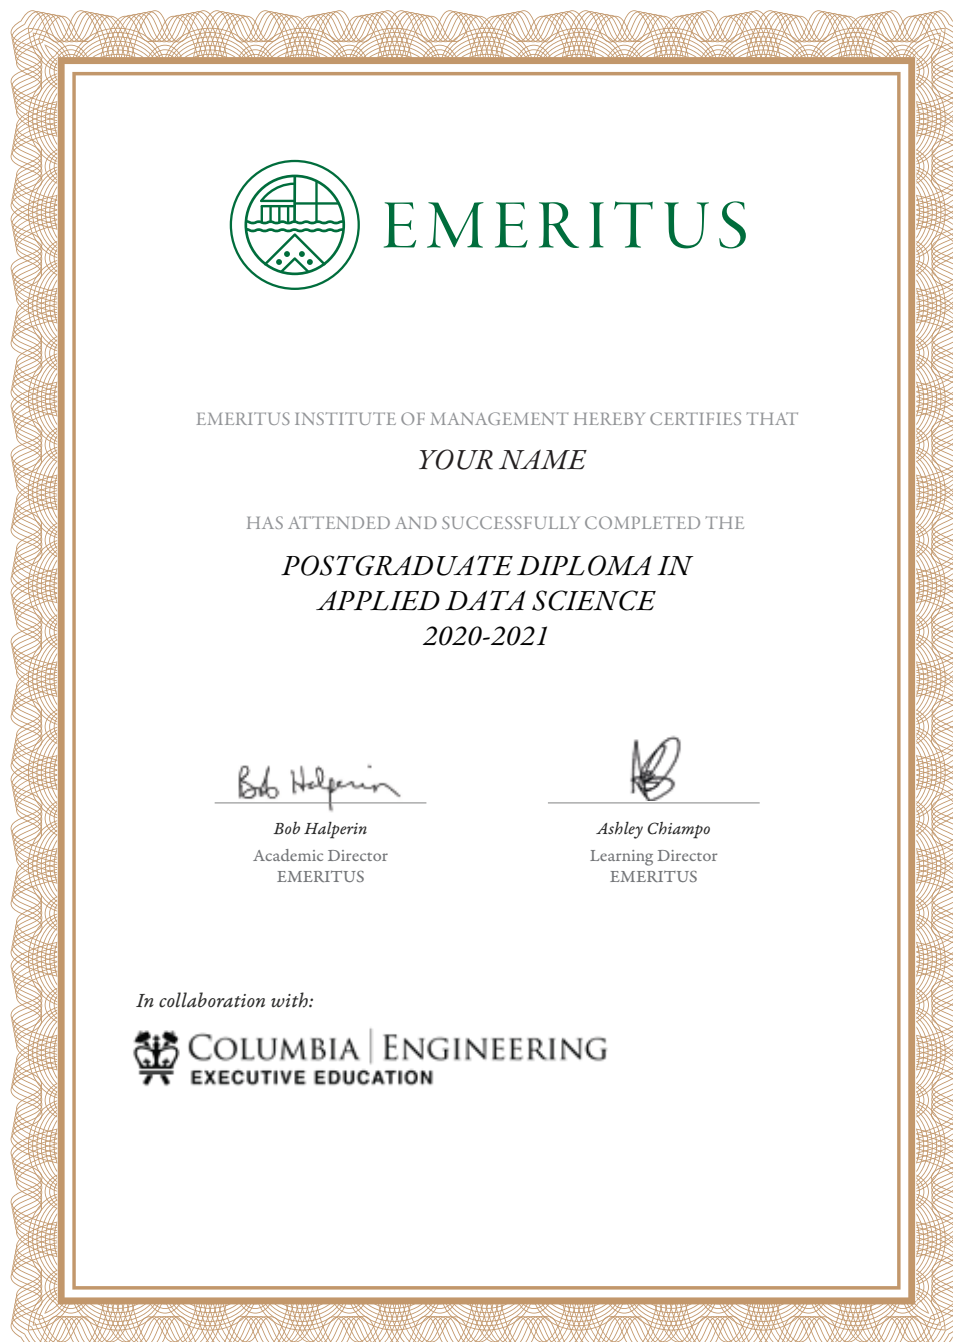 EMERITUS
EMERITUS INSTITUTE OF MANAGEMENT HEREBY CERTIFIES THAT
YOUR NAME
HAS ATTENDED AND SUCCESSFULLY COMPLETED THE
POSTGRADUATE DIPLOMA IN
APPLIED DATA SCIENCE
2020-2021
Bob Halperin
Bob Halperin
Academic Director
EMERITUS
Ashley Chiampo
Learning Director
EMERITUS
In collaboration with:
COLUMBIA | ENGINEERING
EXECUTIVE EDUCATION